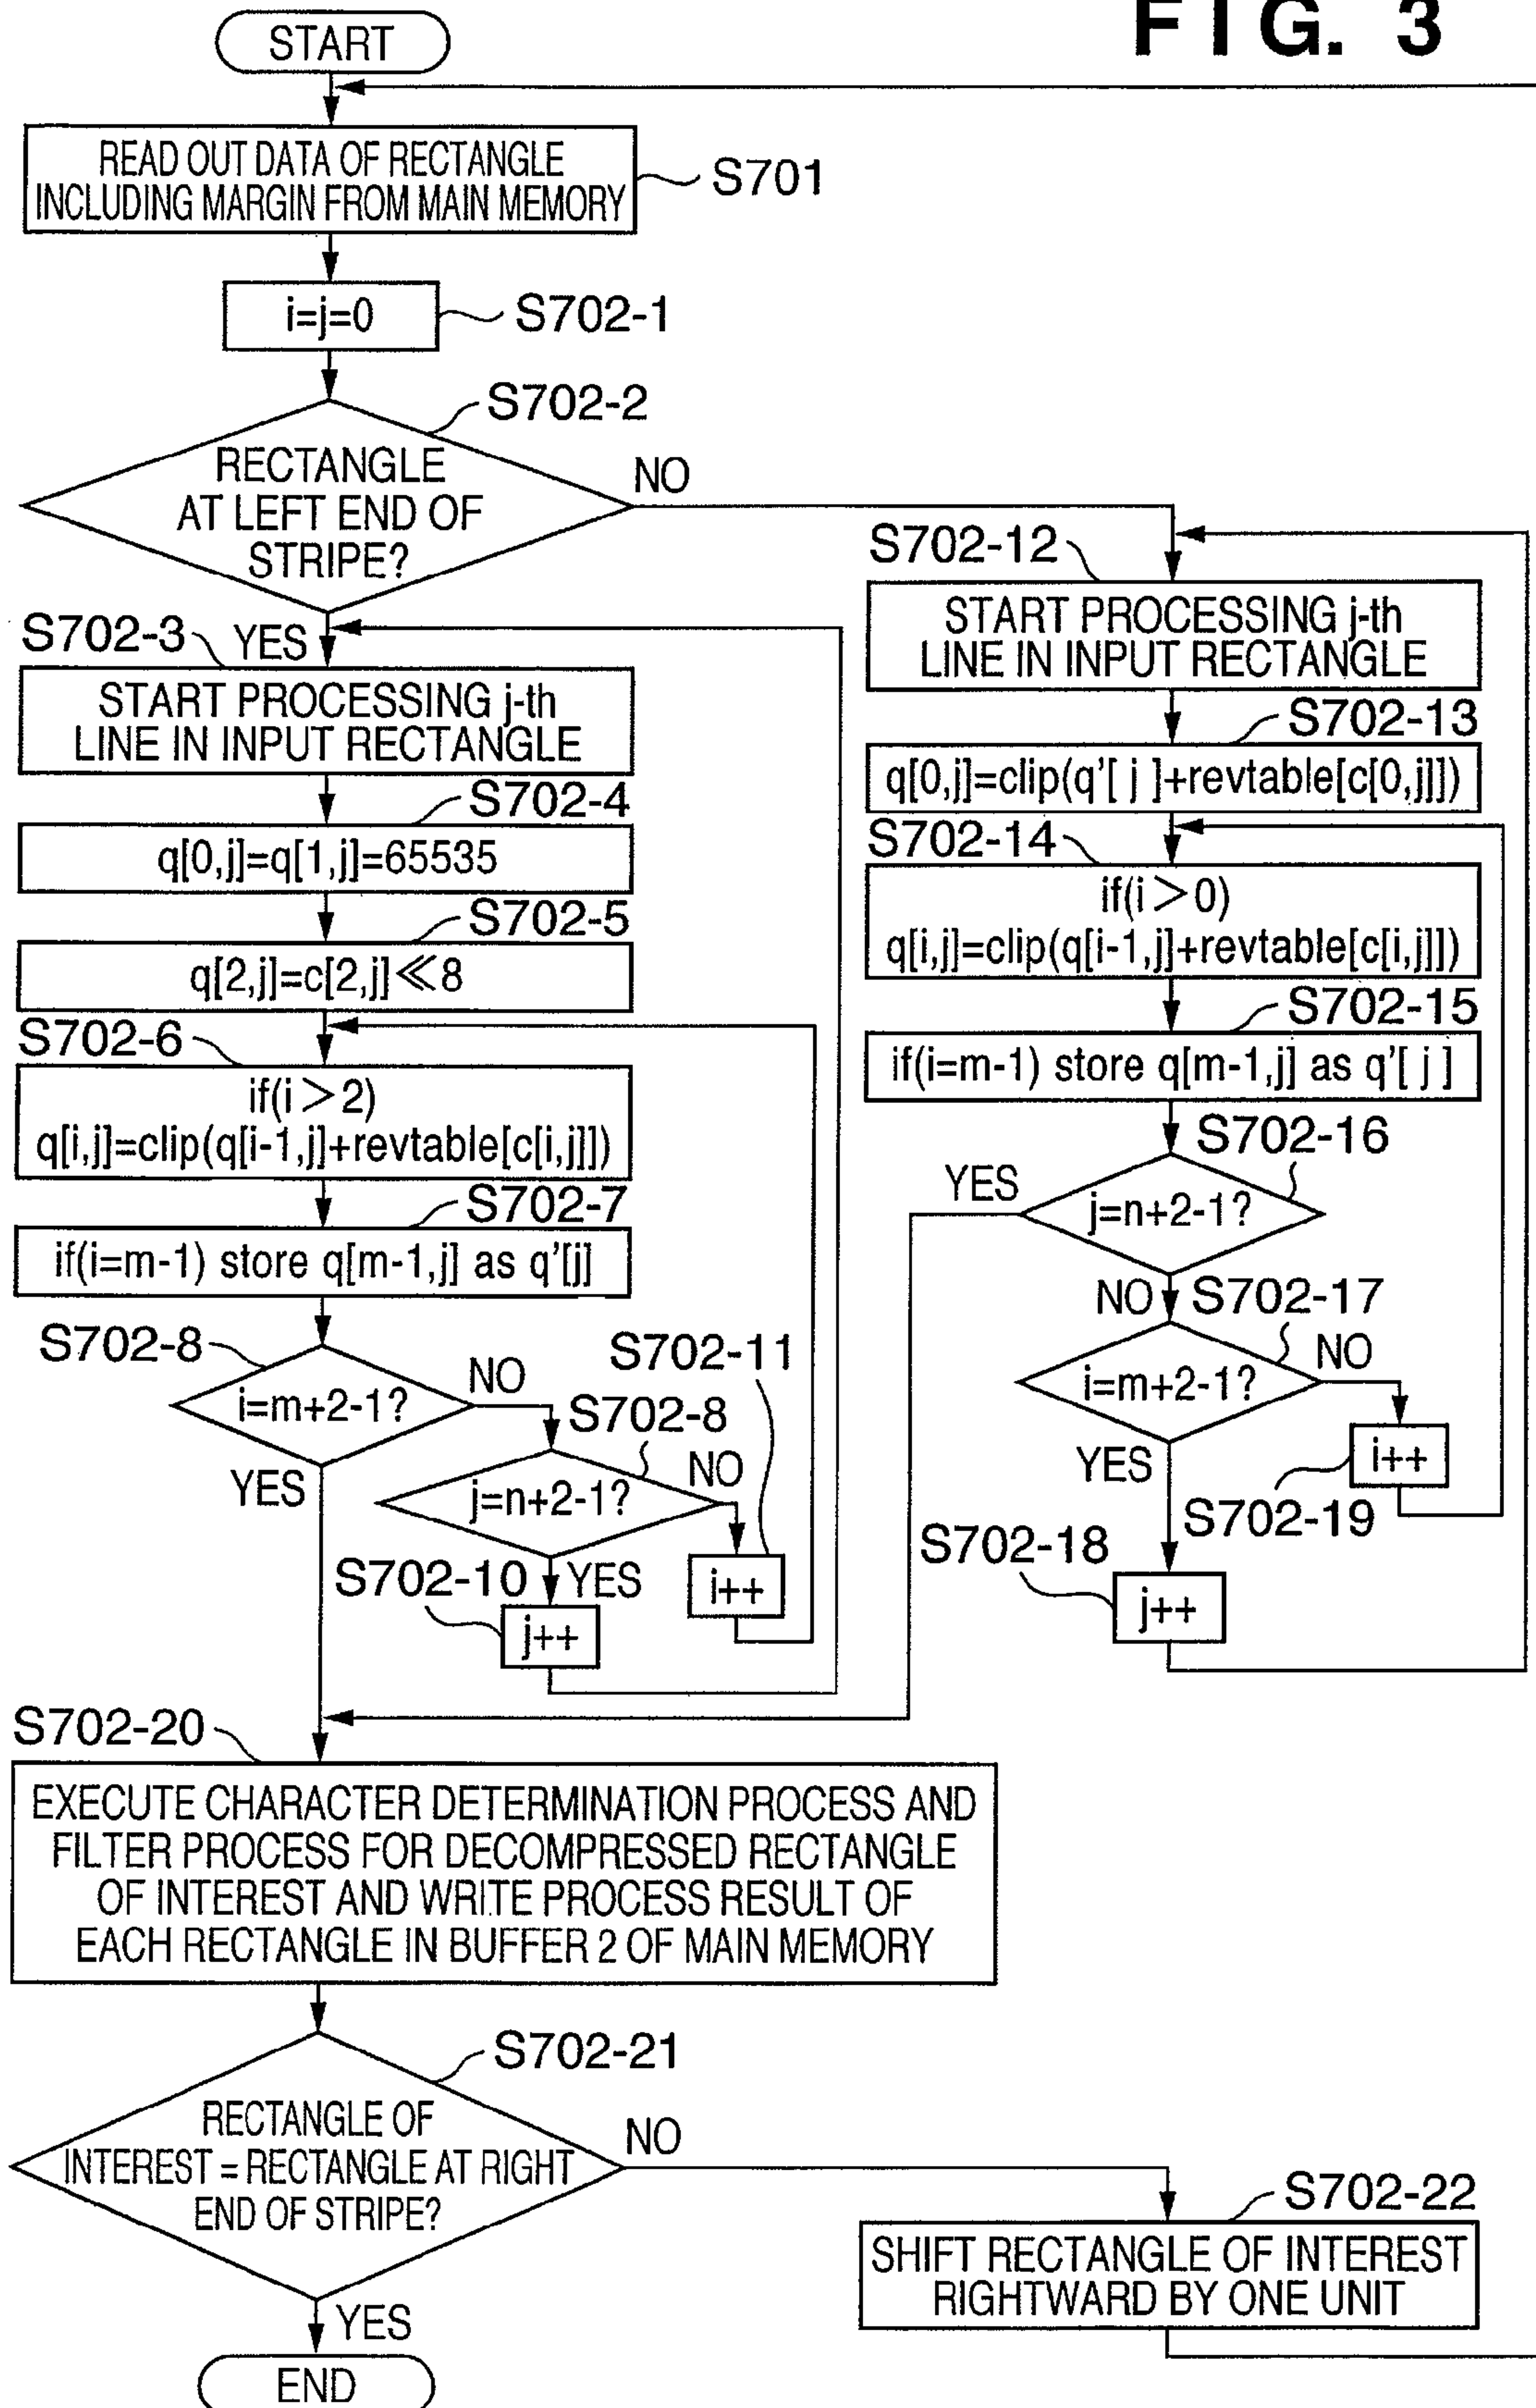 FIG. 3
START
READ OUT DATA OF RECTANGLE
INCLUDING MARGIN FROM MAIN MEMORY
S701
i=j=0
S702-1
S702-2
RECTANGLE
AT LEFT END OF
STRIPE?
NO
YES
S702-3
START PROCESSING j-th
LINE IN INPUT RECTANGLE
S702-4
q[0,j]=q[1,j]=65535
S702-5
q[2,j]=c[2,j]≪8
S702-6
if(i>2)
q[i,j]=clip(q[i-1,j]+revtable[c[i,j]])
S702-7
if(i=m-1) store q[m-1,j] as q'[j]
S702-8
i=m+2-1?
NO
YES
S702-8
j=n+2-1?
NO
S702-11
i++
S702-10
YES
j++
S702-12
START PROCESSING j-th
LINE IN INPUT RECTANGLE
S702-13
q[0,j]=clip(q'[ j ]+revtable[c[0,j]])
S702-14
if(i>0)
q[i,j]=clip(q[i-1,j]+revtable[c[i,j]])
S702-15
if(i=m-1) store q[m-1,j] as q'[ j ]
S702-16
YES
j=n+2-1?
NO
S702-17
i=m+2-1?
NO
i++
YES
S702-19
S702-18
j++
S702-20
EXECUTE CHARACTER DETERMINATION PROCESS AND
FILTER PROCESS FOR DECOMPRESSED RECTANGLE
OF INTEREST AND WRITE PROCESS RESULT OF
EACH RECTANGLE IN BUFFER 2 OF MAIN MEMORY
S702-21
RECTANGLE OF
INTEREST = RECTANGLE AT RIGHT
END OF STRIPE?
NO
S702-22
SHIFT RECTANGLE OF INTEREST
RIGHTWARD BY ONE UNIT
YES
END